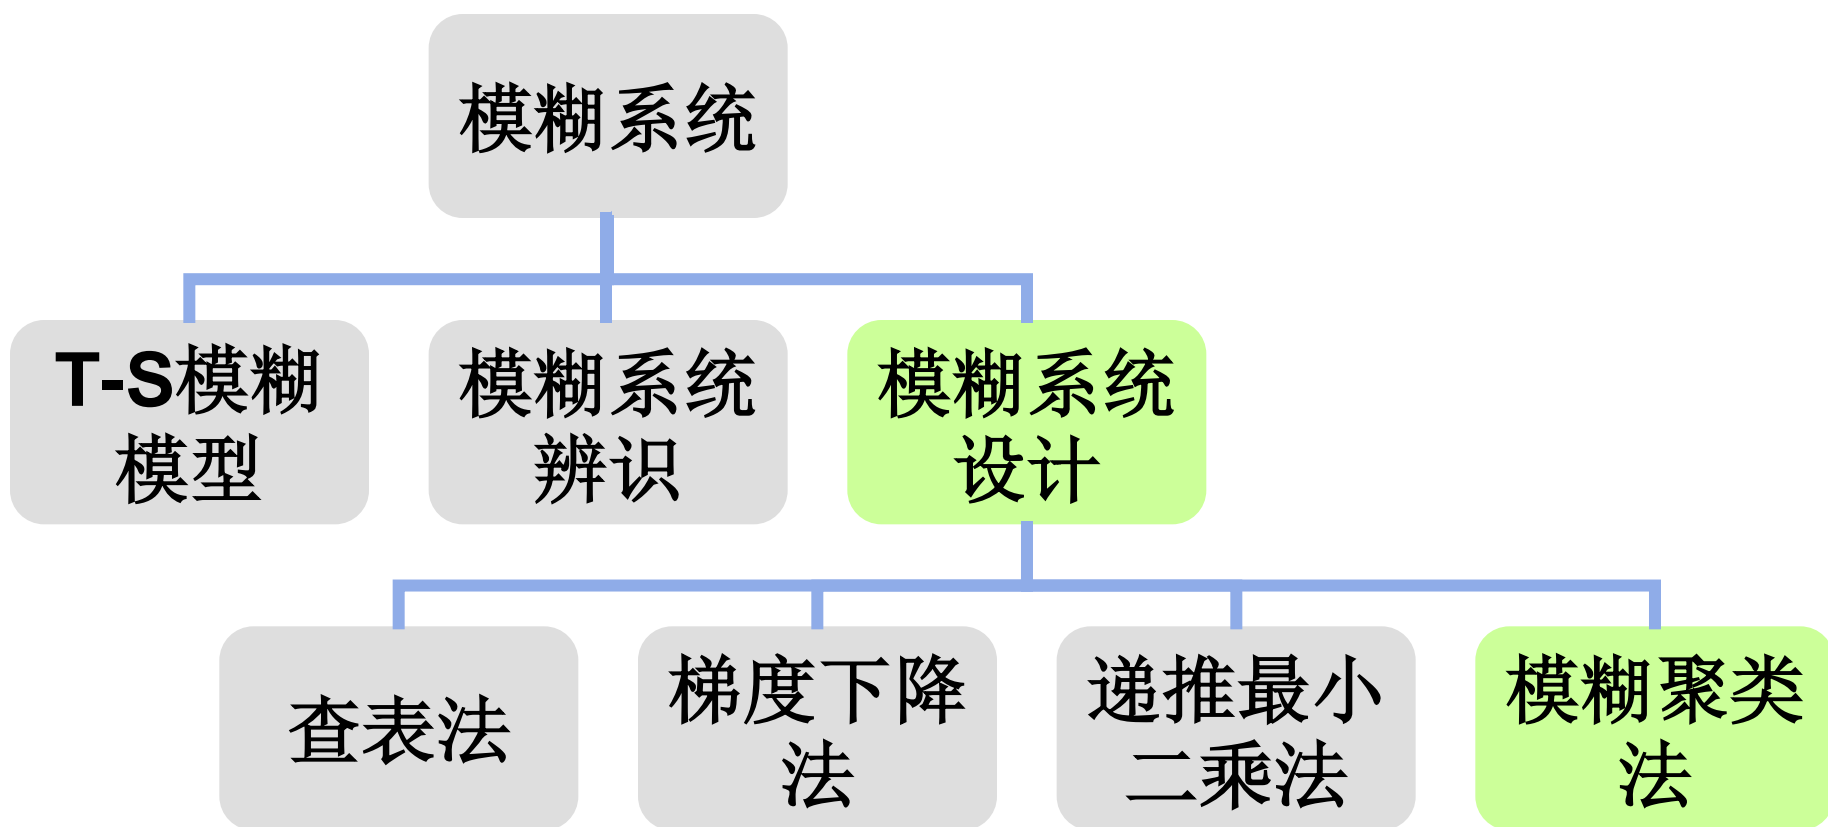 模糊系统
T-S模糊
模型
模糊系统
辨识
模糊系统
设计
查表法
梯度下降
法
递推最小
二乘法
模糊聚类
法